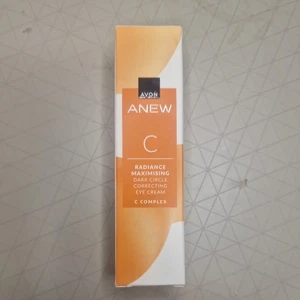 AVON
ANEW
C
RADIANCE
MAXIMISING
DARK CIRCLE
CORRECTING
EYE CREAM
C COMPLEX